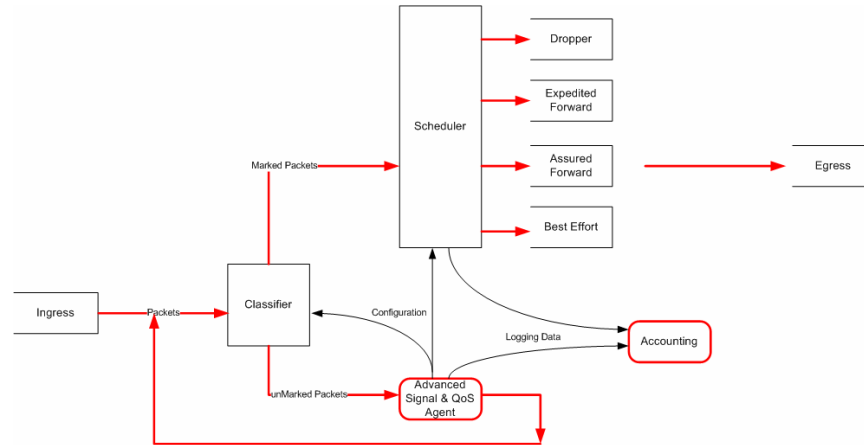 Dropper
Expedited
Forward
Scheduler
Marked Packets
Assured
Forward
Egress
Best Effort
Classifier
Ingress
Packets
Configuration
Logging Data
Accounting
unMarked Packets
Advanced
Signal & QoS
Agent